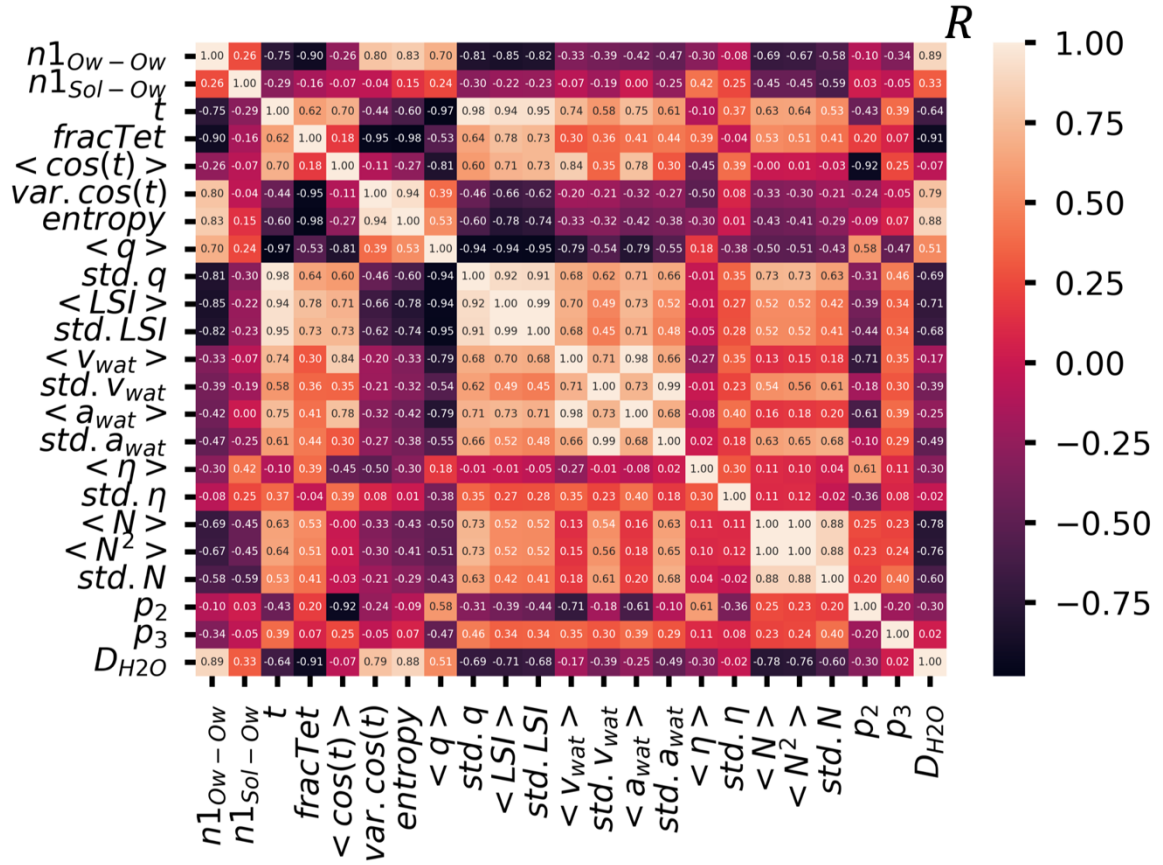 R
n1Ow−Ow 1.00 0.26 -0.75 -0.90 -0.26 0.80 0.83 0.70 -0.81 -0.85 -0.82 -0.33 -0.39 -0.42 -0.47 -0.30 -0.08 -0.69 -0.67 -0.58 -0.10 -0.34 0.89
n1Sol−Ow 0.26 1.00 -0.29 -0.16 -0.07 -0.04 0.15 0.24 -0.30 -0.22 -0.23 -0.07 -0.19 0.00 -0.25 0.42 0.25 -0.45 -0.45 -0.59 0.03 -0.05 0.33
t -0.75 -0.29 1.00 0.62 0.70 -0.44 -0.60 -0.97 0.98 0.94 0.95 0.74 0.58 0.75 0.61 -0.10 0.37 0.63 0.64 0.53 -0.43 0.39 -0.64
fracTet -0.90 -0.16 0.62 1.00 0.18 -0.95 -0.98 -0.53 0.64 0.78 0.73 0.30 0.36 0.41 0.44 0.39 -0.04 0.53 0.51 0.41 0.20 0.07 -0.91
< cos(t) > -0.26 -0.07 0.70 0.18 1.00 -0.11 -0.27 -0.81 0.60 0.71 0.73 0.84 0.35 0.78 0.30 -0.45 0.39 -0.00 0.01 -0.03 -0.92 0.25 -0.07
var. cos(t) 0.80 -0.04 -0.44 -0.95 -0.11 1.00 0.94 0.39 -0.46 -0.66 -0.62 -0.20 -0.21 -0.32 -0.27 -0.50 0.08 -0.33 -0.30 -0.21 -0.24 -0.05 0.79
entropy 0.83 0.15 -0.60 -0.98 -0.27 0.94 1.00 0.53 -0.60 -0.78 -0.74 -0.33 -0.32 -0.42 -0.38 -0.30 0.01 -0.43 -0.41 -0.29 -0.09 0.07 0.88
< q > 0.70 0.24 -0.97 -0.53 -0.81 0.39 0.53 1.00 -0.94 -0.94 -0.95 -0.79 -0.54 -0.79 -0.55 0.18 -0.38 -0.50 -0.51 -0.43 0.58 -0.47 0.51
std. q -0.81 -0.30 0.98 0.64 0.60 -0.46 -0.60 -0.94 1.00 0.92 0.91 0.68 0.62 0.71 0.66 -0.01 0.35 0.73 0.73 0.63 -0.31 0.46 -0.69
< LSI > -0.85 -0.22 0.94 0.78 0.71 -0.66 -0.78 -0.94 0.92 1.00 0.99 0.70 0.49 0.73 0.52 -0.01 0.27 0.52 0.52 0.42 -0.39 0.34 -0.71
std. LSI -0.82 -0.23 0.95 0.73 0.73 -0.62 -0.74 -0.95 0.91 0.99 1.00 0.68 0.45 0.71 0.48 -0.05 0.28 0.52 0.52 0.41 -0.44 0.34 -0.68
< vwat > -0.33 -0.07 0.74 0.30 0.84 -0.20 -0.33 -0.79 0.68 0.70 0.68 1.00 0.71 0.98 0.66 -0.27 0.35 0.13 0.15 0.18 -0.71 0.35 -0.17
std. vwat -0.39 -0.19 0.58 0.36 0.35 -0.21 -0.32 -0.54 0.62 0.49 0.45 0.71 1.00 0.73 0.99 -0.01 0.23 0.54 0.56 0.61 -0.18 0.30 -0.39
< awat > -0.42 0.00 0.75 0.41 0.78 -0.32 -0.42 -0.79 0.71 0.73 0.71 0.98 0.73 1.00 0.68 -0.08 0.40 0.16 0.18 0.20 -0.61 0.39 -0.25
std. awat -0.47 -0.25 0.61 0.44 0.30 -0.27 -0.38 -0.55 0.66 0.52 0.48 0.66 0.99 0.68 1.00 0.02 0.18 0.63 0.65 0.68 -0.10 0.29 -0.49
< η > -0.30 0.42 -0.10 0.39 -0.45 -0.50 -0.30 0.18 -0.01 -0.01 -0.05 -0.27 -0.01 -0.08 0.02 1.00 0.30 0.11 0.10 0.04 0.61 0.11 -0.30
std. η -0.08 0.25 0.37 -0.04 0.39 0.08 0.01 -0.38 0.35 0.27 0.28 0.35 0.23 0.40 0.18 0.30 1.00 0.11 0.12 -0.02 -0.36 0.08 -0.02
< N > -0.69 -0.45 0.63 0.53 -0.00 -0.33 -0.43 -0.50 0.73 0.52 0.52 0.13 0.54 0.16 0.63 0.11 0.11 1.00 1.00 0.88 0.25 0.23 -0.78
< N² > -0.67 -0.45 0.64 0.51 0.01 -0.30 -0.41 -0.51 0.73 0.52 0.52 0.15 0.56 0.18 0.65 0.10 0.12 1.00 1.00 0.88 0.23 0.24 -0.76
std. N -0.58 -0.59 0.53 0.41 -0.03 -0.21 -0.29 -0.43 0.63 0.42 0.41 0.18 0.61 0.20 0.68 0.04 -0.02 0.88 0.88 1.00 0.20 0.40 -0.60
p2 -0.10 0.03 -0.43 0.20 -0.92 -0.24 -0.09 0.58 -0.31 -0.39 -0.44 -0.71 -0.18 -0.61 -0.10 0.61 -0.36 0.25 0.23 0.20 1.00 -0.20 -0.30
p3 -0.34 -0.05 0.39 0.07 0.25 -0.05 0.07 -0.47 0.46 0.34 0.34 0.35 0.30 0.39 0.29 0.11 0.08 0.23 0.24 0.40 -0.20 1.00 0.02
DH2O 0.89 0.33 -0.64 -0.91 -0.07 0.79 0.88 0.51 -0.69 -0.71 -0.68 -0.17 -0.39 -0.25 -0.49 -0.30 -0.02 -0.78 -0.76 -0.60 -0.30 0.02 1.00
n1Ow−Ow
n1Sol−Ow
t
fracTet
< cos(t) >
var. cos(t)
entropy
< q >
std. q
< LSI >
std. LSI
< vwat >
std. vwat
< awat >
std. awat
< η >
std. η
< N >
< N² >
std. N
p2
p3
DH2O
1.00
0.75
0.50
0.25
0.00
−0.25
−0.50
−0.75